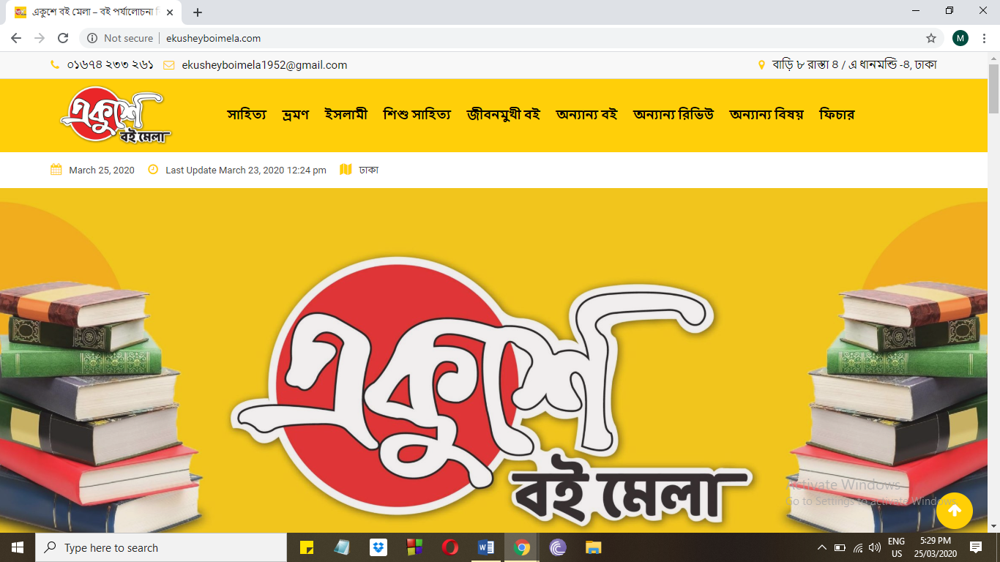 একুশে বই মেলা – বই পর্যালোচনা
Not secure ekusheyboimela.com M
০১৬৭৪ ২৩৩ ২৬১ ekusheyboimela1952@gmail.com বাড়ি ৮ রাস্তা ৪ / এ ধানমন্ডি -৪, ঢাকা
একুশে
বই মেলা
সাহিত্য ভ্রমণ ইসলামী শিশু সাহিত্য জীবনমুখী বই অন্যান্য বই অন্যান্য রিভিউ অন্যান্য বিষয় ফিচার
March 25, 2020 Last Update March 23, 2020 12:24 pm ঢাকা
একুশে
বই মেলা
Activate Windows
Go to Settings to activate Windows.
Type here to search
ENG
US
5:29 PM
25/03/2020